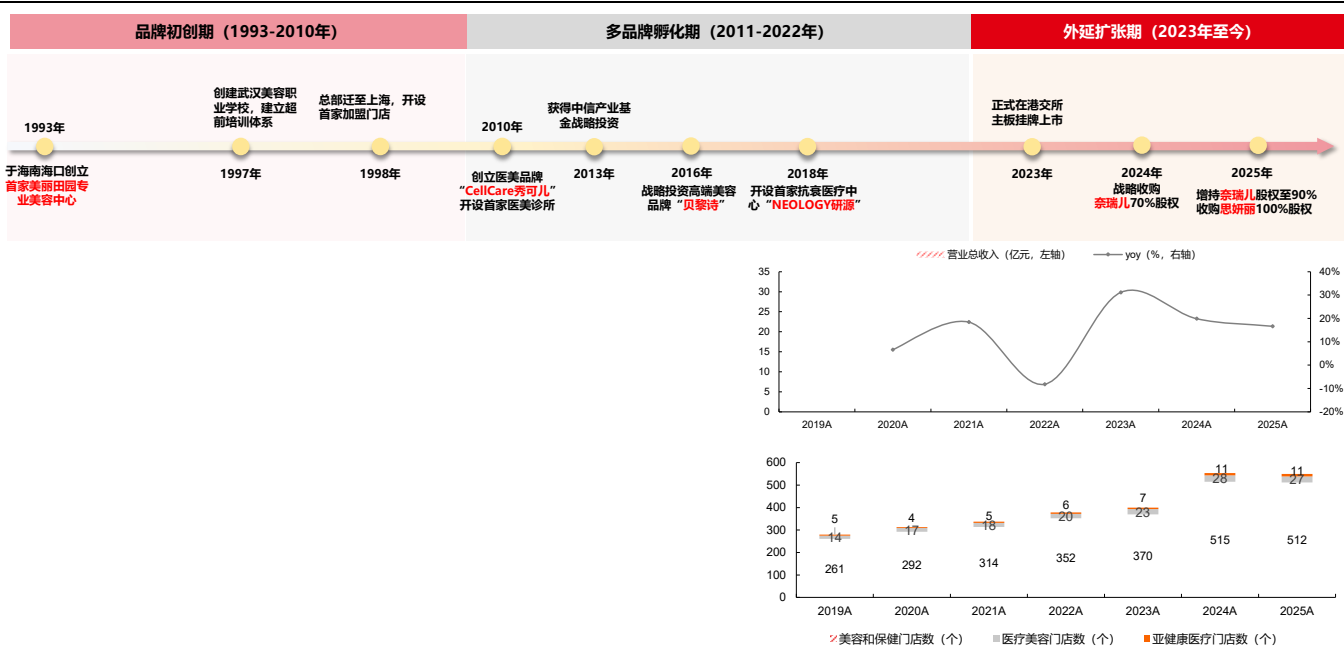 品牌初创期（1993-2010年）
多品牌孵化期（2011-2022年）
外延扩张期（2023年至今）
1993年
于海南海口创立
首家美丽田园专
业美容中心
创建武汉美容职
业学校，建立超
前培训体系
1997年
总部迁至上海，开设
首家加盟门店
1998年
2010年
创立医美品牌
“CellCare秀可儿”
开设首家医美诊所
获得中信产业基
金战略投资
2013年
2016年
战略投资高端美容
品牌“贝黎诗”
2018年
开设首家抗衰医疗中
心“NEOLOGY研源”
正式在港交所
主板挂牌上市
2023年
2024年
战略收购
奈瑞儿70%股权
2025年
增持奈瑞儿股权至90%
收购思妍丽100%股权
营业总收入（亿元，左轴）
yoy（%，右轴）
35
30
25
20
15
10
5
0
40%
30%
20%
10%
0%
-10%
-20%
2019A 2020A 2021A 2022A 2023A 2024A 2025A
600
500
400
300
200
100
0
5 4 5 6 7 11 11
14 17 18 20 23 28 27
261 292 314 352 370 515 512
2019A 2020A 2021A 2022A 2023A 2024A 2025A
美容和保健门店数（个）
医疗美容门店数（个）
亚健康医疗门店数（个）